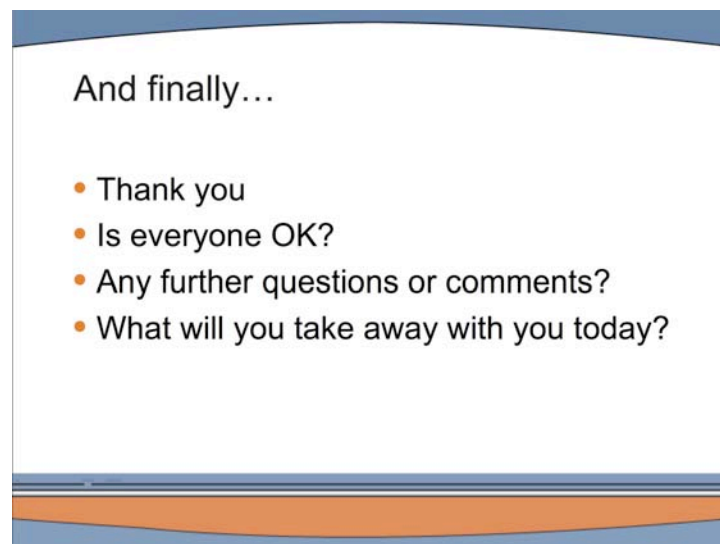 And finally…
• Thank you
• Is everyone OK?
• Any further questions or comments?
• What will you take away with you today?